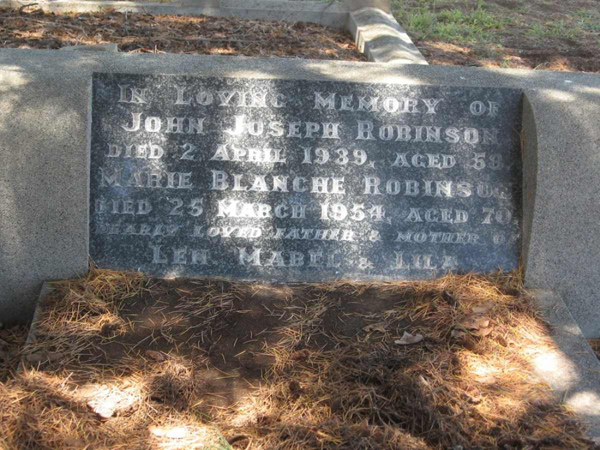 In Loving Memory of
John Joseph Robinson
Died 2 April 1939, Aged 58
Marie Blanche Robinson
Died 25 March 1954, Aged 70
Dearly Loved Father & Mother of
Len, Mabel & Lila